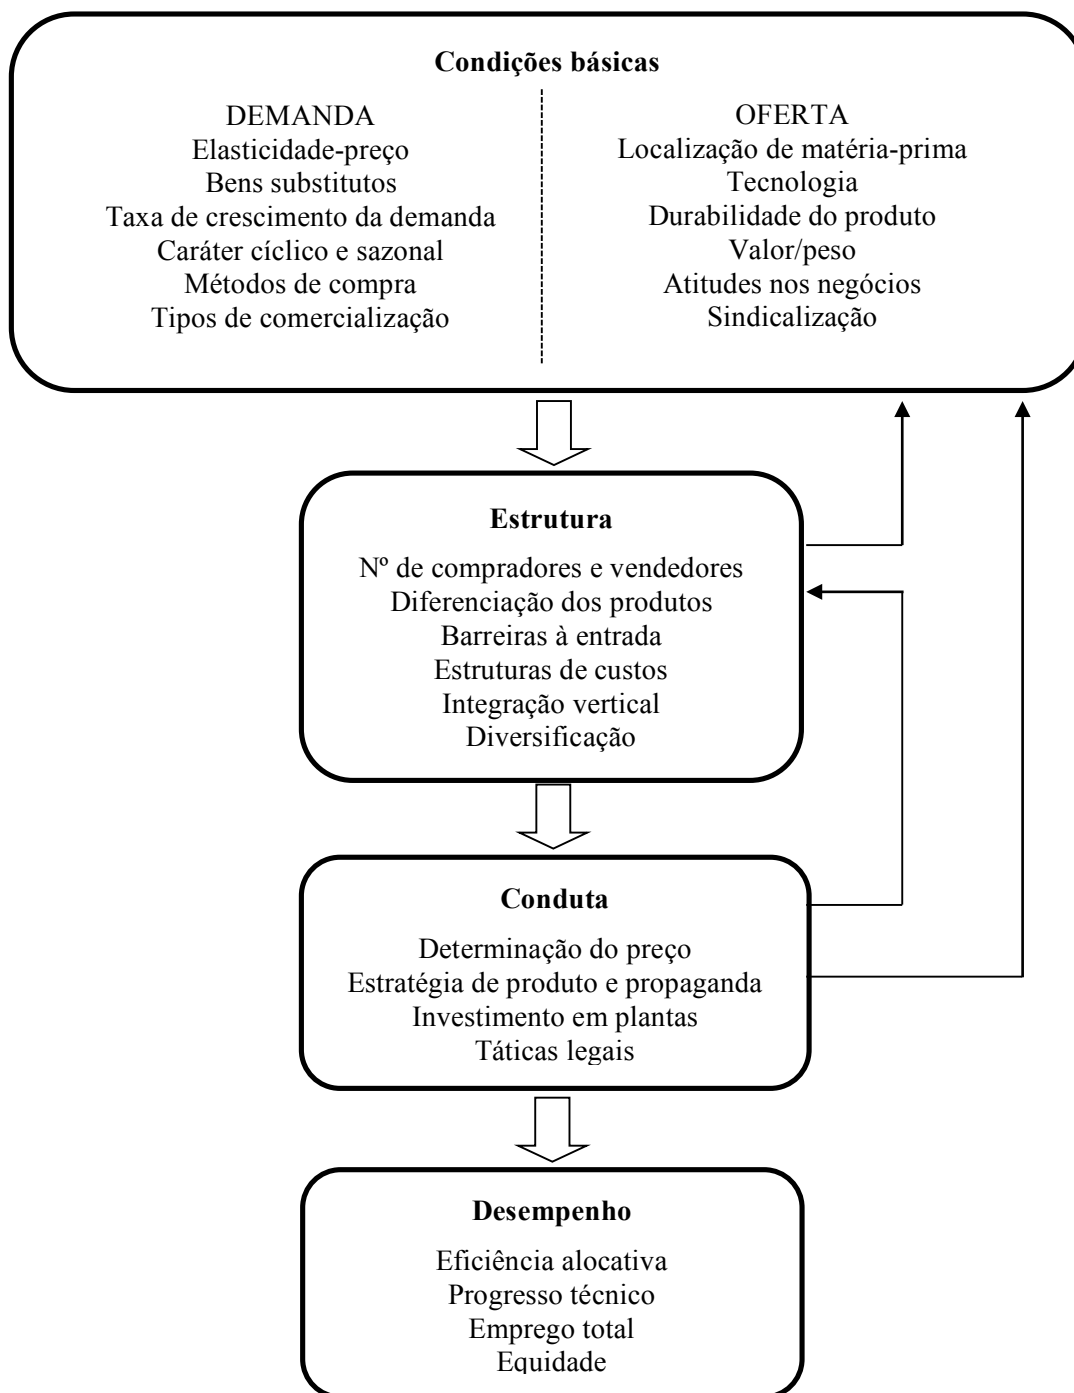 Condições básicas
DEMANDA
Elasticidade-preço
Bens substitutos
Taxa de crescimento da demanda
Caráter cíclico e sazonal
Métodos de compra
Tipos de comercialização
OFERTA
Localização de matéria-prima
Tecnologia
Durabilidade do produto
Valor/peso
Atitudes nos negócios
Sindicalização
Estrutura
Nº de compradores e vendedores
Diferenciação dos produtos
Barreiras à entrada
Estruturas de custos
Integração vertical
Diversificação
Conduta
Determinação do preço
Estratégia de produto e propaganda
Investimento em plantas
Táticas legais
Desempenho
Eficiência alocativa
Progresso técnico
Emprego total
Equidade